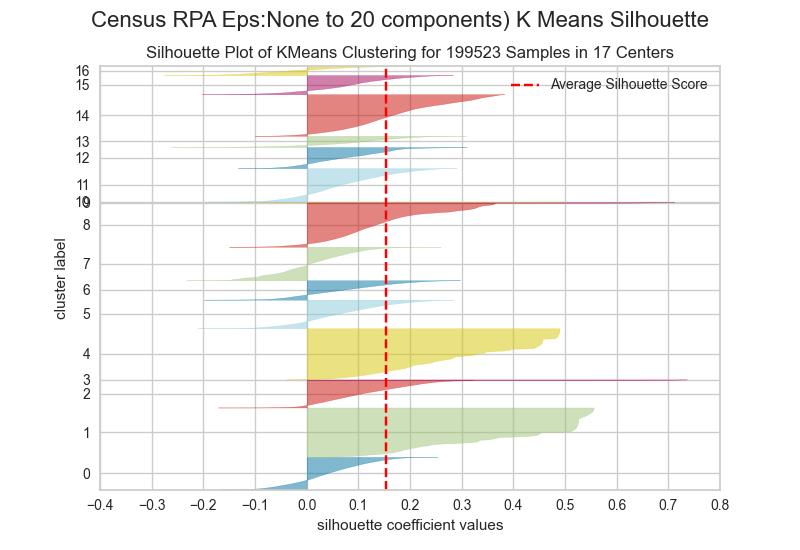 Census RPA Eps:None to 20 components) K Means Silhouette
Silhouette Plot of KMeans Clustering for 199523 Samples in 17 Centers
Average Silhouette Score
16
15
14
13
12
11
10
9
8
7
6
5
4
3
2
1
0
cluster label
−0.4 −0.3 −0.2 −0.1 0.0 0.1 0.2 0.3 0.4 0.5 0.6 0.7 0.8
silhouette coefficient values